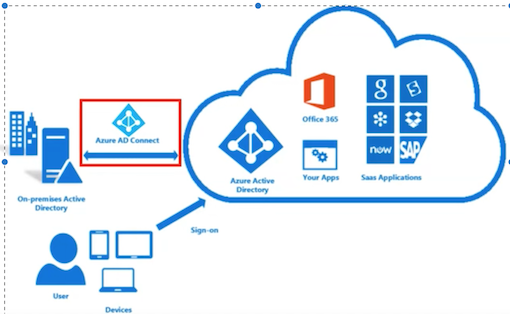 Azure AD Connect
On-premises Active
Directory
Azure Active
Directory
Office 365
Your Apps
g
now
SAP
Saas Applications
Sign-on
User
Devices